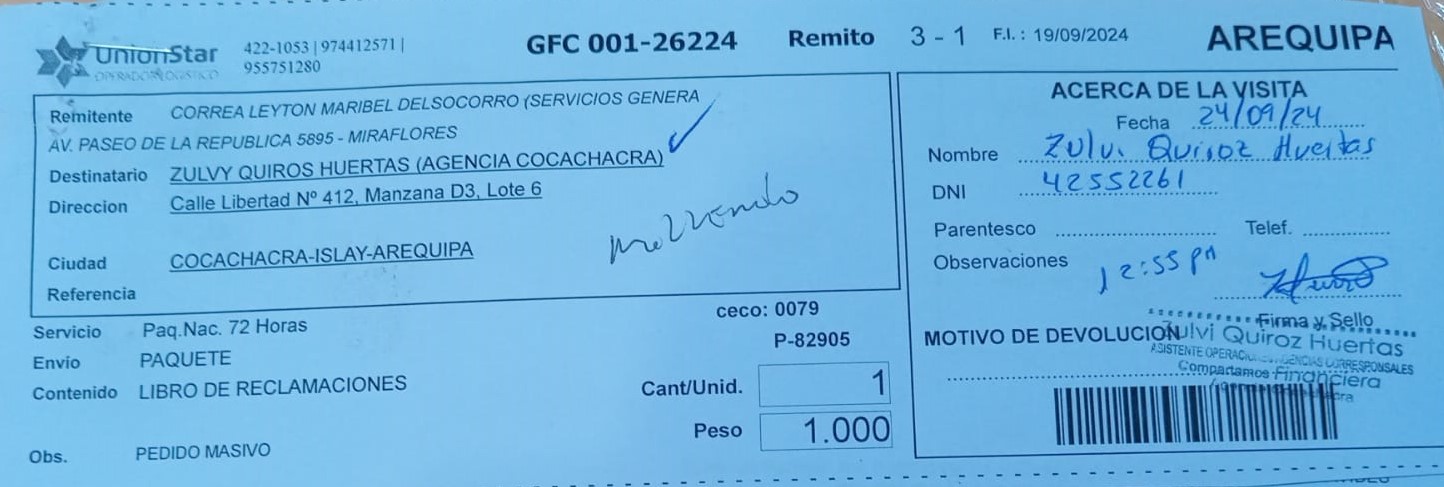 UnionStar
OPERADOR LOGISTICO
422-1053 | 974412571 |
955751280
GFC 001-26224 Remito 3 - 1 F.I. : 19/09/2024 AREQUIPA
Remitente CORREA LEYTON MARIBEL DELSOCORRO (SERVICIOS GENERA
AV. PASEO DE LA REPUBLICA 5895 - MIRAFLORES
Destinatario ZULVY QUIROS HUERTAS (AGENCIA COCACHACRA)
Direccion Calle Libertad Nº 412, Manzana D3, Lote 6
Mollendo
Ciudad COCACHACRA-ISLAY-AREQUIPA
Referencia
Servicio Paq.Nac. 72 Horas
ceco: 0079
Envio PAQUETE
P-82905
Contenido LIBRO DE RECLAMACIONES
Cant/Unid. 1
Peso 1.000
Obs. PEDIDO MASIVO
ACERCA DE LA VISITA
Fecha 24/09/24
Nombre Zulvi Quiroz Huertas
DNI 42552261
Parentesco Telef.
Observaciones 12:55 pm
Firma y Sello
MOTIVO DE DEVOLUCION
Zulvi Quiroz Huertas
ASISTENTE CORRESPONSALES
Compartamos Financiera